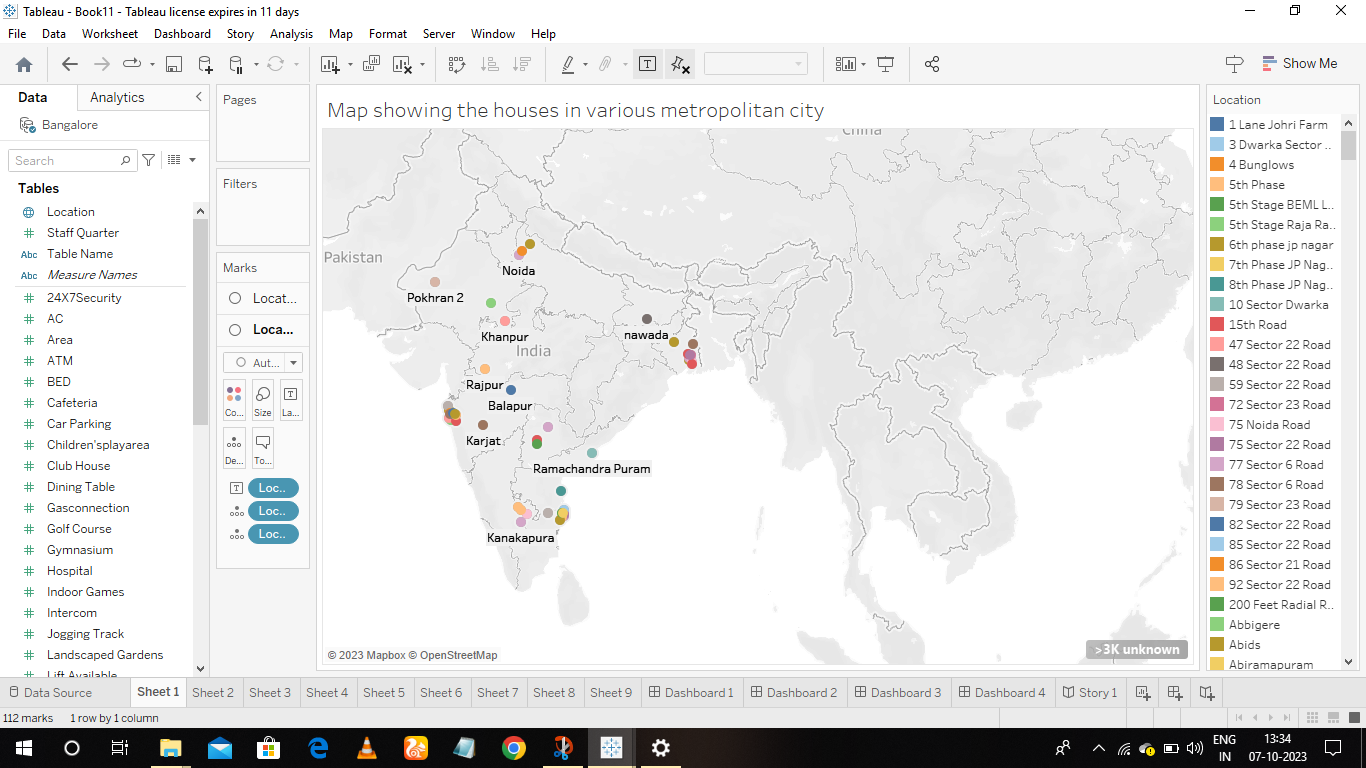 Tableau - Book11 - Tableau license expires in 11 days
File Data Worksheet Dashboard Story Analysis Map Format Server Window Help
Show Me
Data Analytics
Bangalore
Search
Tables
Location
Staff Quarter
Abc Table Name
Abc Measure Names
24X7Security
AC
Area
ATM
BED
Cafeteria
Car Parking
Children'splayarea
Club House
Dining Table
Gasconnection
Golf Course
Gymnasium
Hospital
Indoor Games
Intercom
Jogging Track
Landscaped Gardens
Lift Available
Pages
Filters
Marks
Locat...
Loca...
Aut...
Co... Size La...
De... To...
Loc..
Loc..
Loc..
Map showing the houses in various metropolitan city
China
Pakistan
Noida
Pokhran 2
Khanpur
nawada
India
Rajpur
Balapur
Karjat
Ramachandra Puram
Kanakapura
© 2023 Mapbox © OpenStreetMap
>3K unknown
Location
1 Lane Johri Farm
3 Dwarka Sector ..
4 Bunglows
5th Phase
5th Stage BEML L..
5th Stage Raja Ra..
6th phase jp nagar
7th Phase JP Nag..
8th Phase JP Nag..
10 Sector Dwarka
15th Road
47 Sector 22 Road
48 Sector 22 Road
59 Sector 22 Road
72 Sector 23 Road
75 Noida Road
75 Sector 22 Road
77 Sector 6 Road
78 Sector 6 Road
79 Sector 23 Road
82 Sector 22 Road
85 Sector 22 Road
86 Sector 21 Road
92 Sector 22 Road
200 Feet Radial R..
Abbigere
Abids
Abiramapuram
Data Source Sheet 1 Sheet 2 Sheet 3 Sheet 4 Sheet 5 Sheet 6 Sheet 7 Sheet 8 Sheet 9 Dashboard 1 Dashboard 2 Dashboard 3 Dashboard 4 Story 1
112 marks 1 row by 1 column
ENG
IN
13:34
07-10-2023